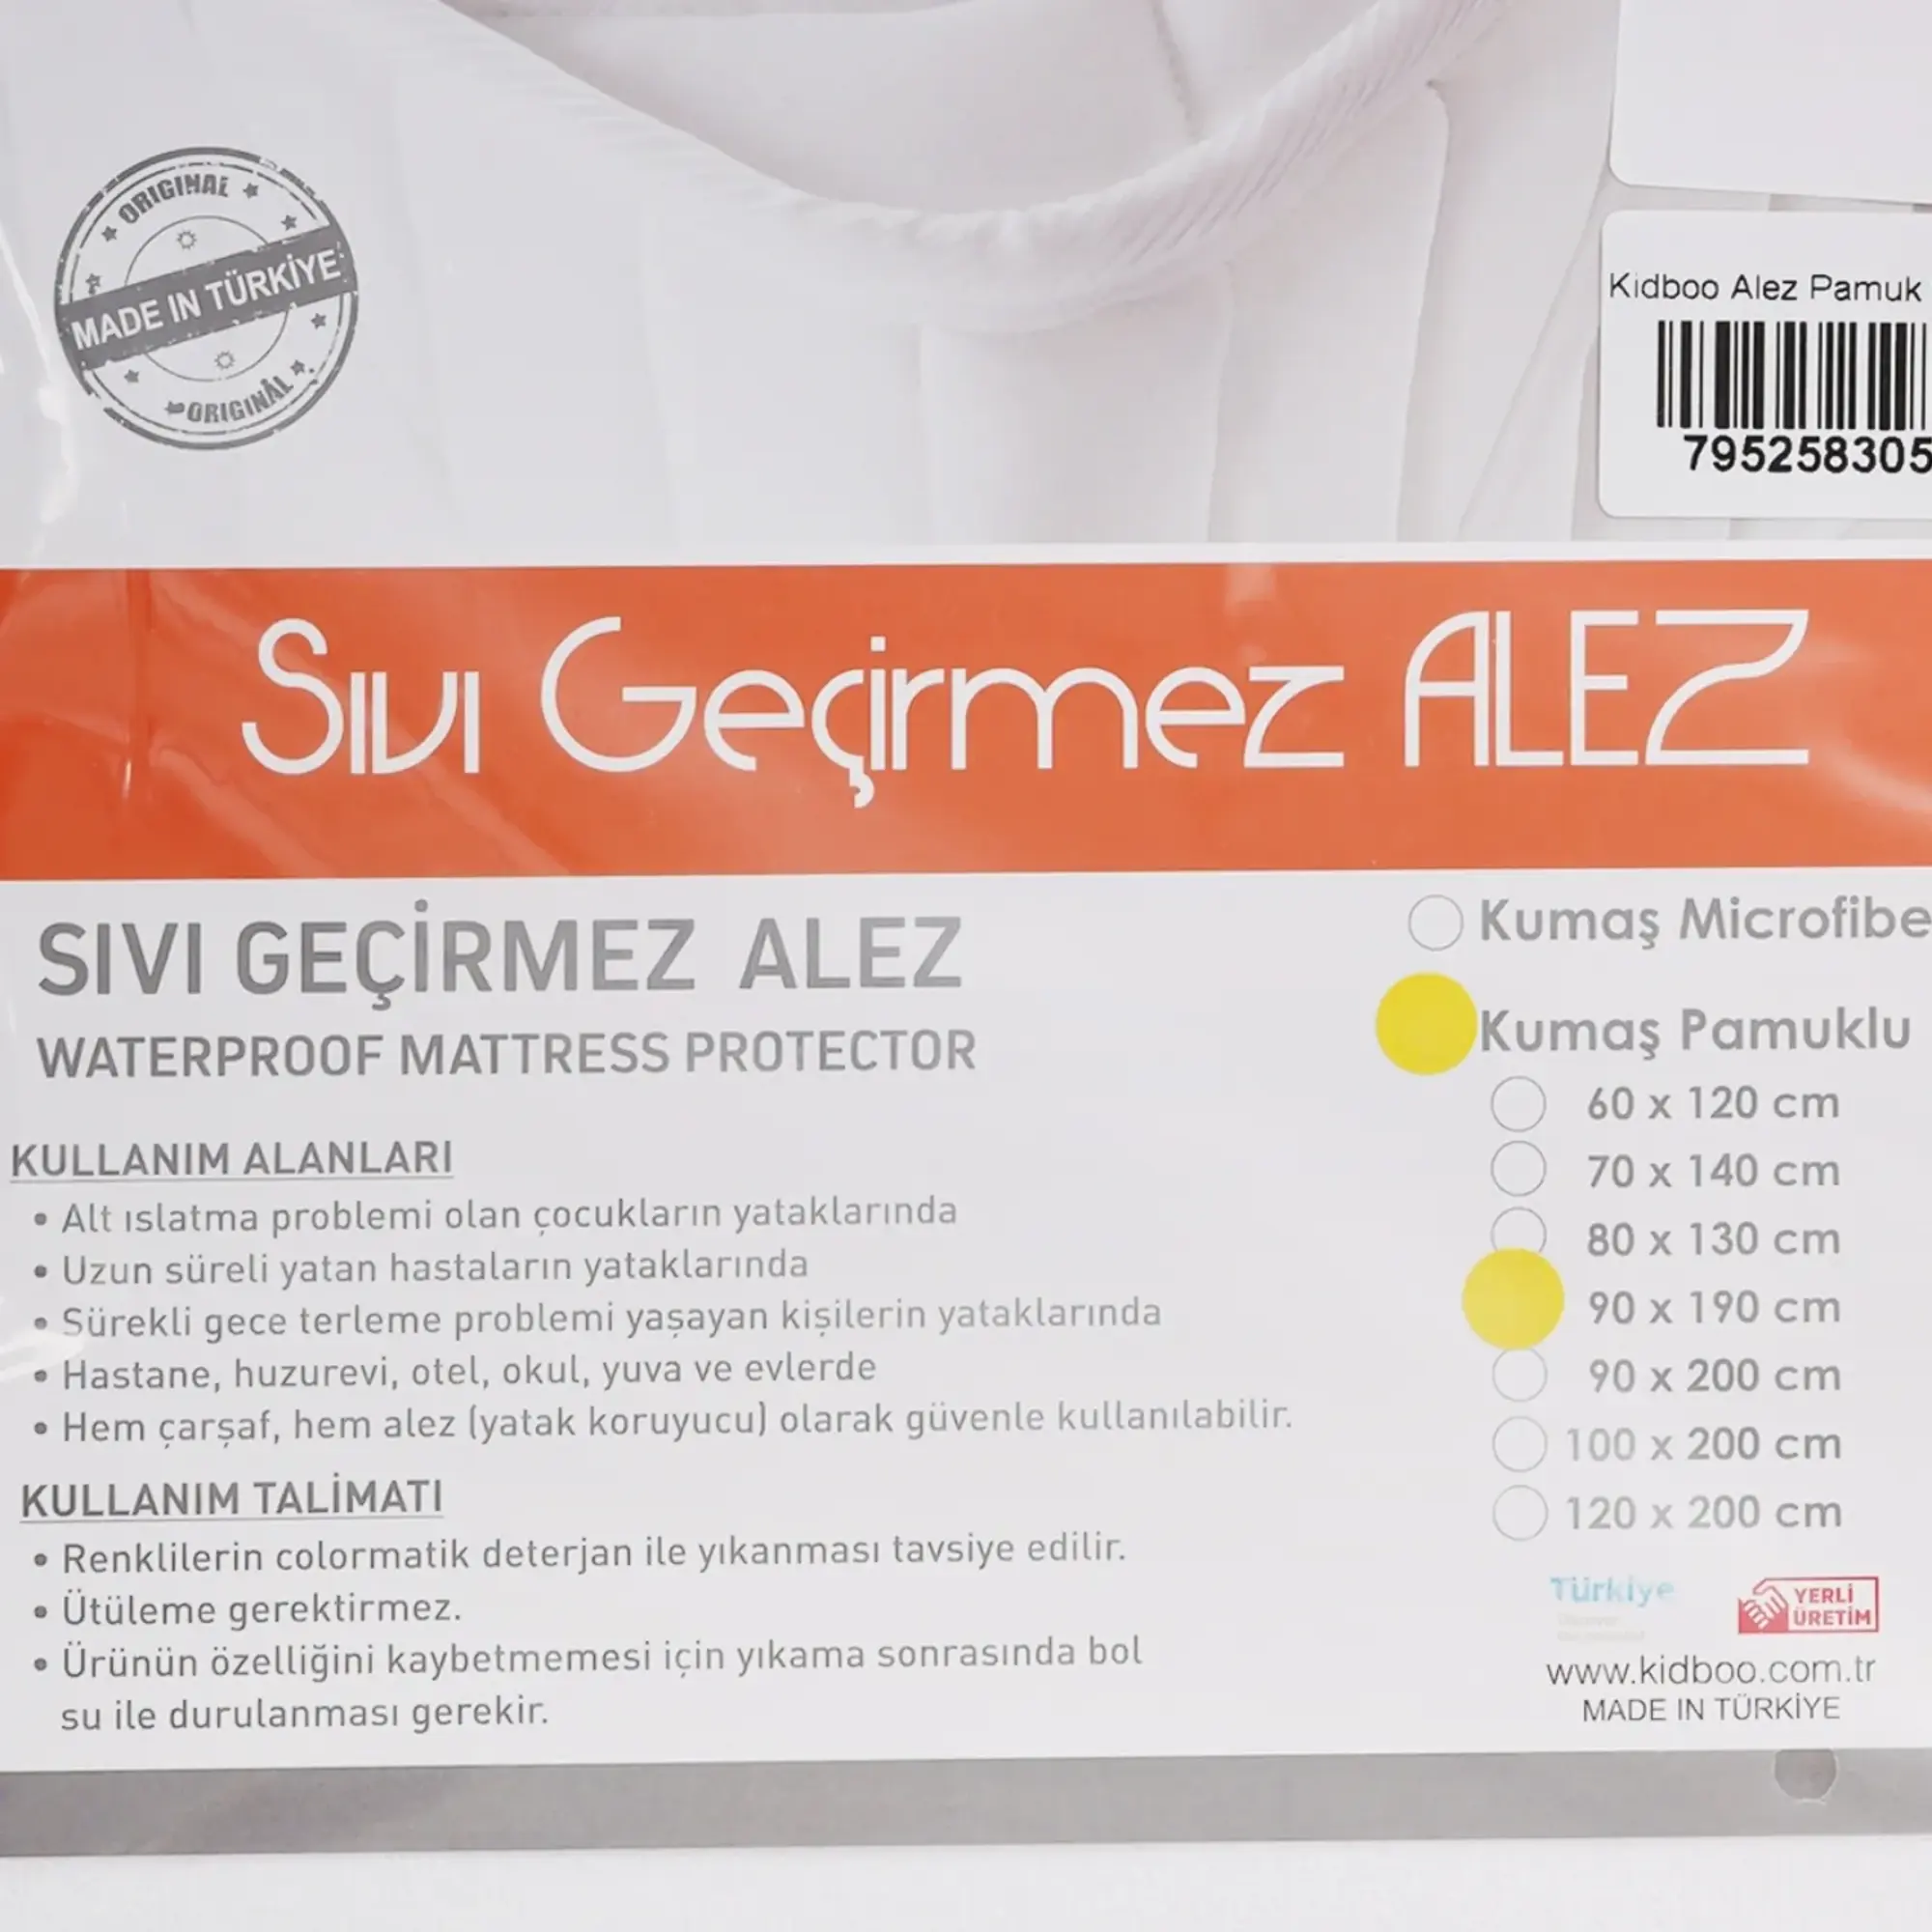 ORIGINAL
MADE IN TÜRKİYE
ORIGINAL
Kidboo Alez Pamuk
795258305
Sıvı Geçirmez ALEZ
SIVI GEÇİRMEZ ALEZ
WATERPROOF MATTRESS PROTECTOR
KULLANIM ALANLARI
• Alt ıslatma problemi olan çocukların yataklarında
• Uzun süreli yatan hastaların yataklarında
• Sürekli gece terleme problemi yaşayan kişilerin yataklarında
• Hastane, huzurevi, otel, okul, yuva ve evlerde
• Hem çarşaf, hem alez (yatak koruyucu) olarak güvenle kullanılabilir.
KULLANIM TALİMATI
• Renklilerin colormatik deterjan ile yıkanması tavsiye edilir.
• Ütüleme gerektirmez.
• Ürünün özelliğini kaybetmemesi için yıkama sonrasında bol
su ile durulanması gerekir.
Kumaş Microfibe
Kumaş Pamuklu
60 x 120 cm
70 x 140 cm
80 x 130 cm
90 x 190 cm
90 x 200 cm
100 x 200 cm
120 x 200 cm
Türkiye
YERLİ
ÜRETİM
www.kidboo.com.tr
MADE IN TÜRKİYE